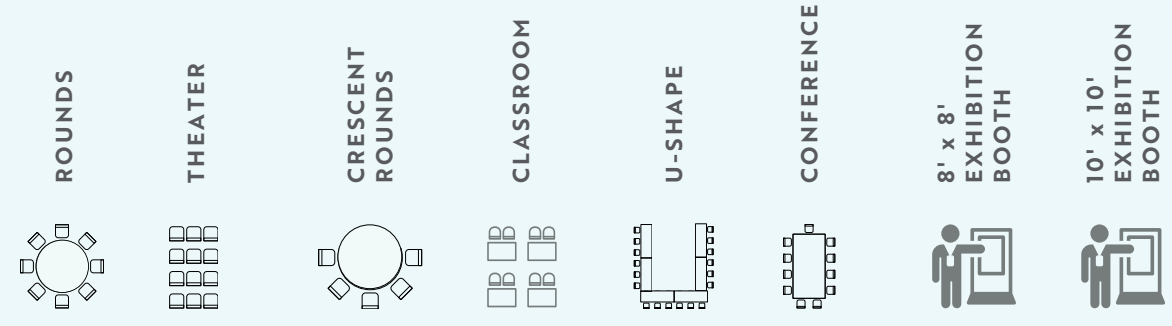 ROUNDS
THEATER
CRESCENT
ROUNDS
CLASSROOM
U-SHAPE
CONFERENCE
8' x 8'
EXHIBITION
BOOTH
10' x 10'
EXHIBITION
BOOTH